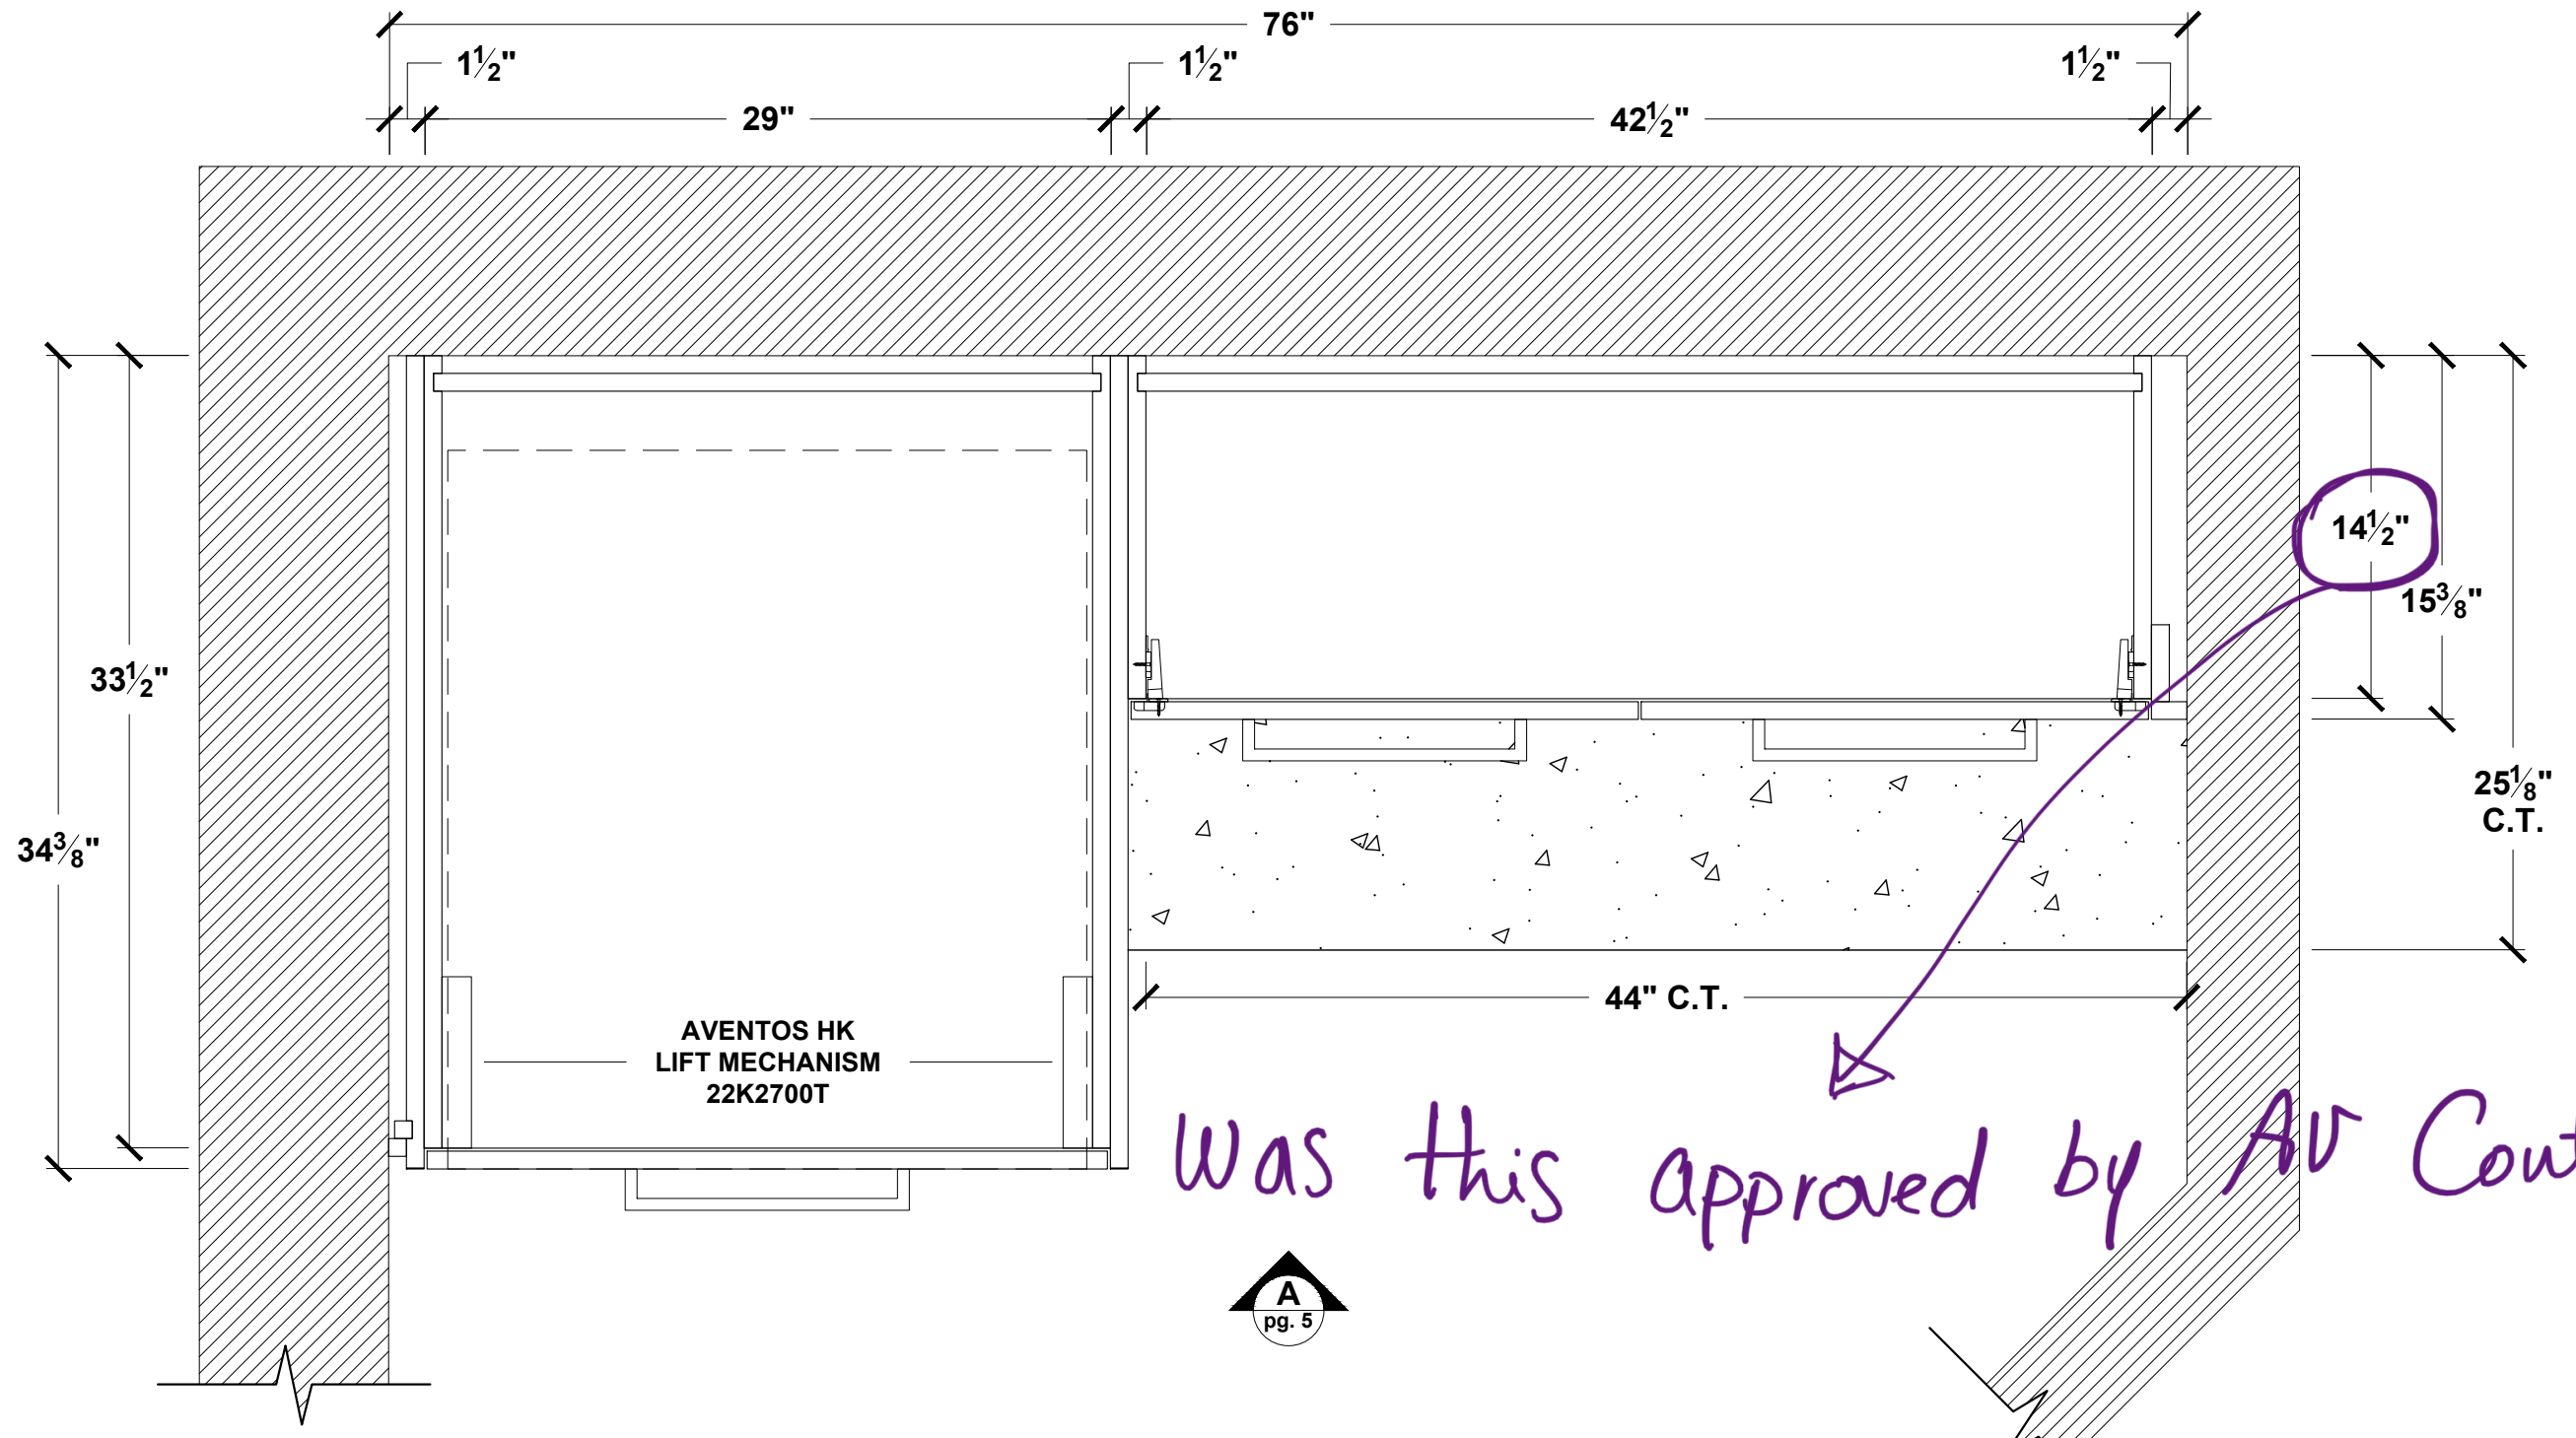 76"
1½" 1½" 1½"
29" 42½"
14½"
15⅜"
33½"
25⅛"
C.T.
34⅜"
44" C.T.
AVENTOS HK
LIFT MECHANISM
22K2700T
Was this approved by AV
A
pg. 5